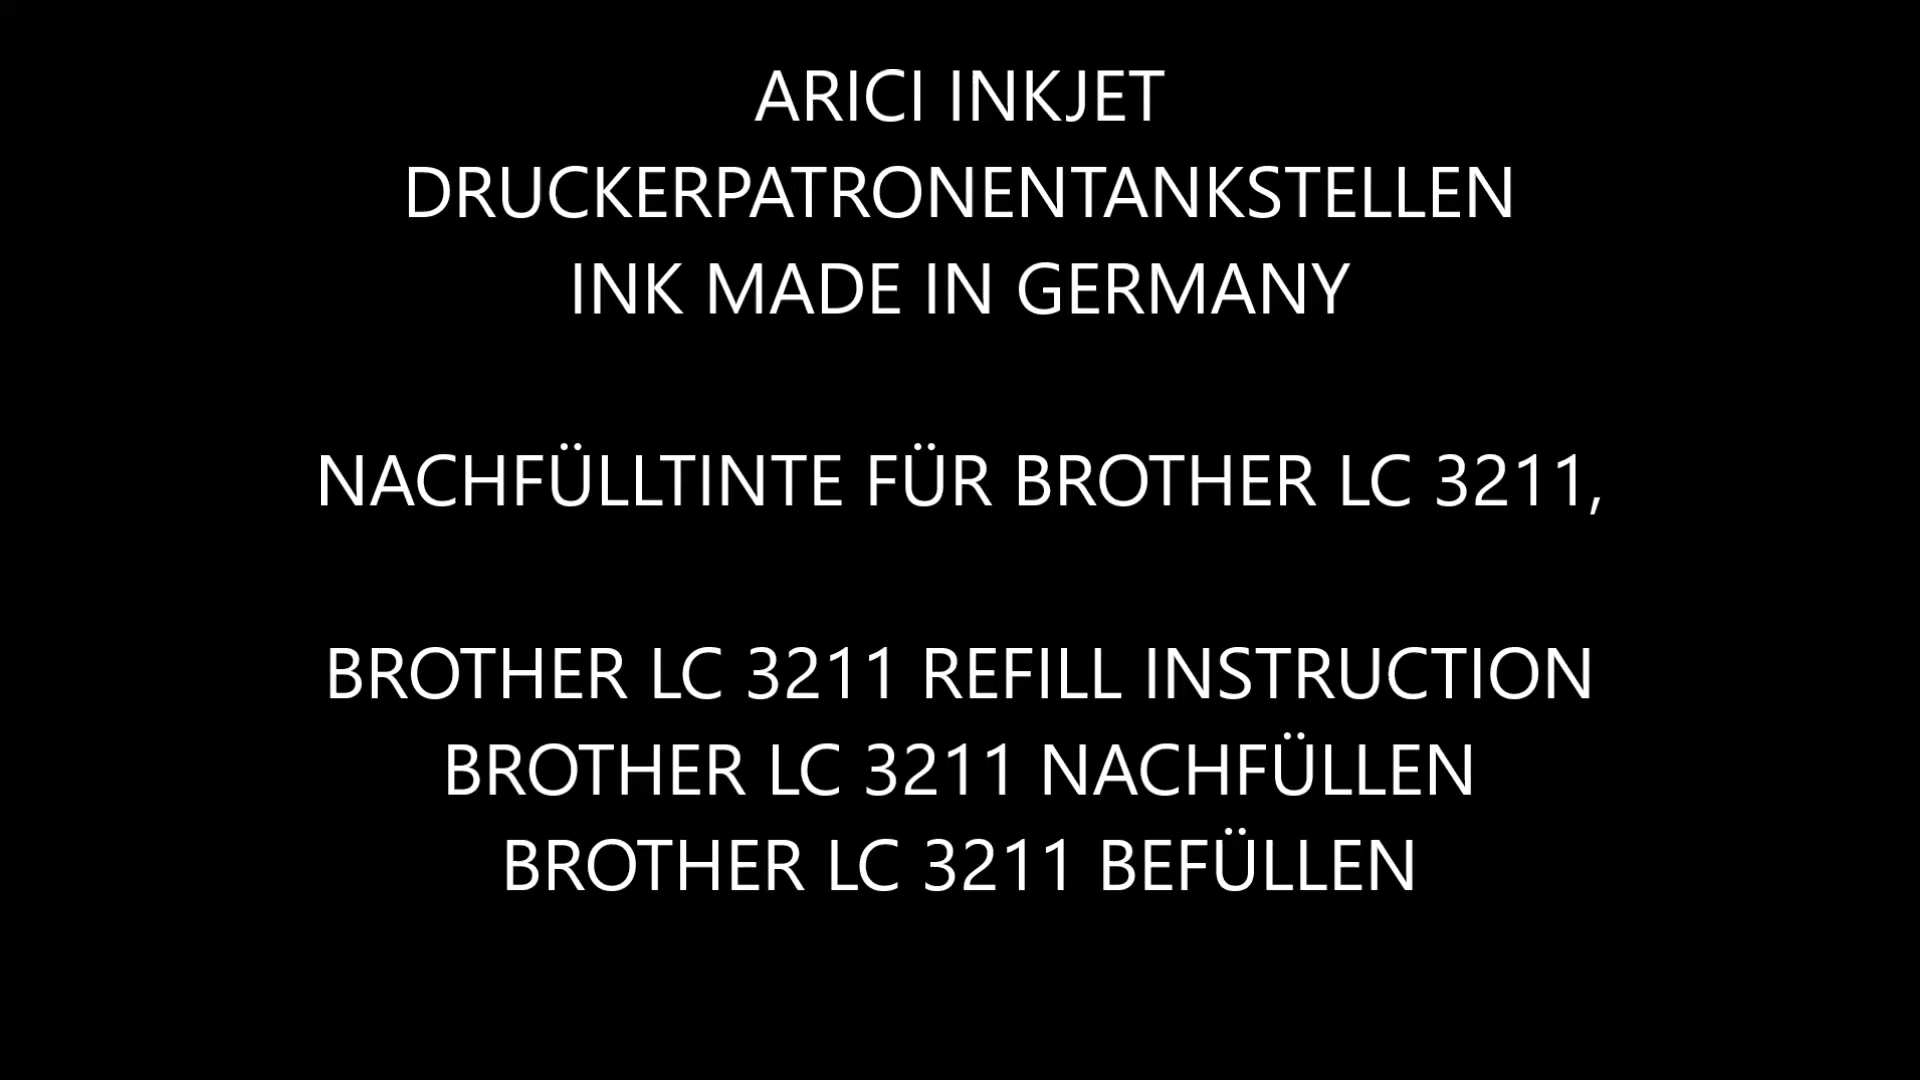 ARICI INKJET
DRUCKERPATRONENTANKSTELLEN
INK MADE IN GERMANY
NACHFÜLLTINTE FÜR BROTHER LC 3211,
BROTHER LC 3211 REFILL INSTRUCTION
BROTHER LC 3211 NACHFÜLLEN
BROTHER LC 3211 BEFÜLLEN